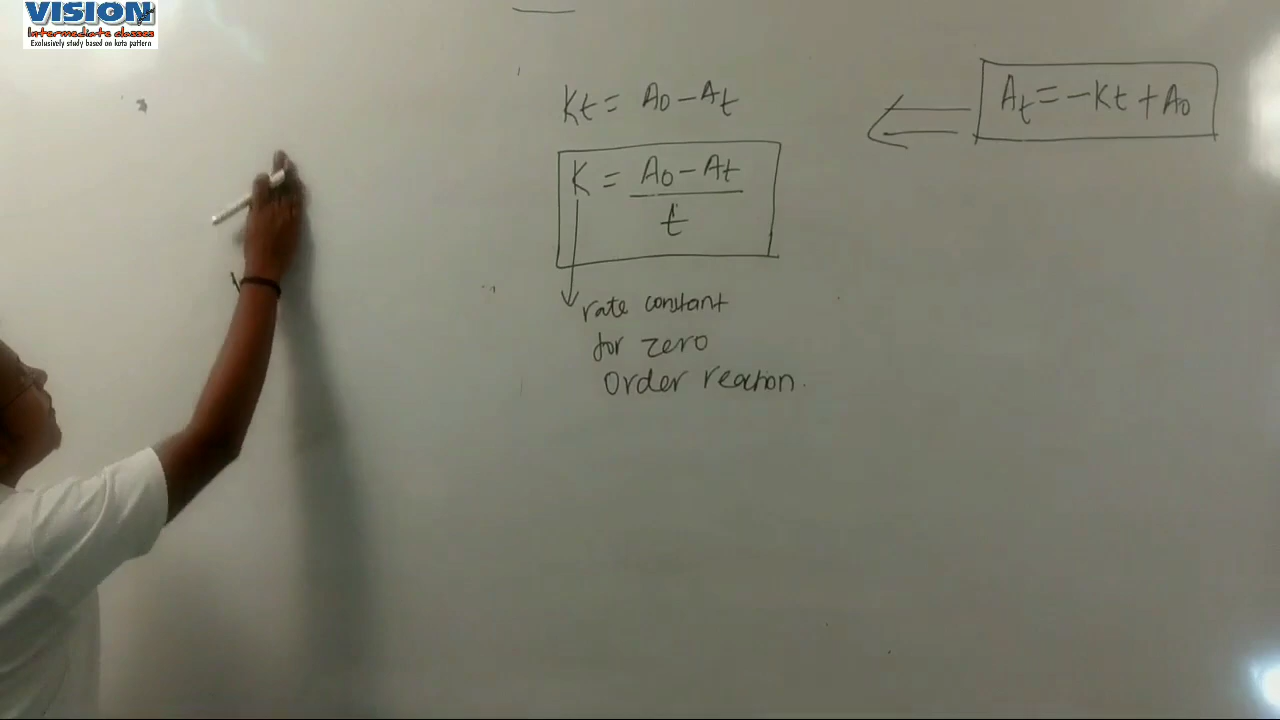 VISION
Intermediate classes
Exclusively study based on kota pattern
Kt = A0 - At
At = -Kt + A0
K = A0 - At
t
rate constant
for zero
Order reaction.